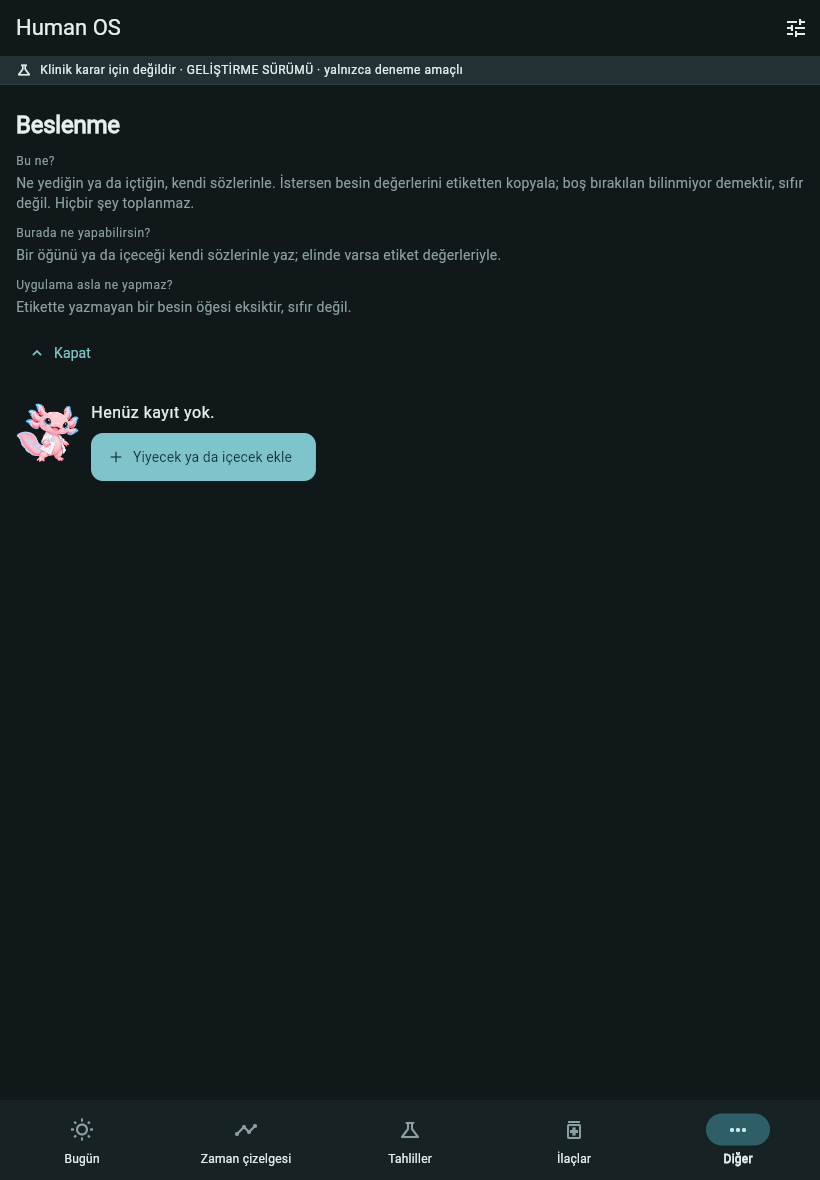 Human OS
Klinik karar için değildir · GELİŞTİRME SÜRÜMÜ · yalnızca deneme amaçlı
Beslenme
Bu ne?
Ne yediğin ya da içtiğin, kendi sözlerinle. İstersen besin değerlerini etiketten kopyala; boş bırakılan bilinmiyor demektir, sıfır
değil. Hiçbir şey toplanmaz.
Burada ne yapabilirsin?
Bir öğünü ya da içeceği kendi sözlerinle yaz; elinde varsa etiket değerleriyle.
Uygulama asla ne yapmaz?
Etikette yazmayan bir besin öğesi eksiktir, sıfır değil.
Kapat
Henüz kayıt yok.
Yiyecek ya da içecek ekle
Bugün
Zaman çizelgesi
Tahliller
İlaçlar
Diğer